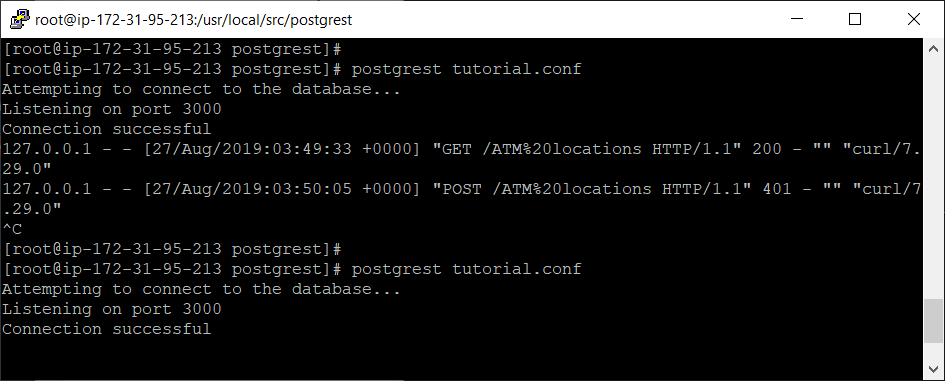 root@ip-172-31-95-213:/usr/local/src/postgrest
[root@ip-172-31-95-213 postgrest]#
[root@ip-172-31-95-213 postgrest]# postgrest tutorial.conf
Attempting to connect to the database...
Listening on port 3000
Connection successful
127.0.0.1 - - [27/Aug/2019:03:49:33 +0000] "GET /ATM%20locations HTTP/1.1" 200 - "" "curl/7.
29.0"
127.0.0.1 - - [27/Aug/2019:03:50:05 +0000] "POST /ATM%20locations HTTP/1.1" 401 - "" "curl/7
.29.0"
^C
[root@ip-172-31-95-213 postgrest]#
[root@ip-172-31-95-213 postgrest]# postgrest tutorial.conf
Attempting to connect to the database...
Listening on port 3000
Connection successful